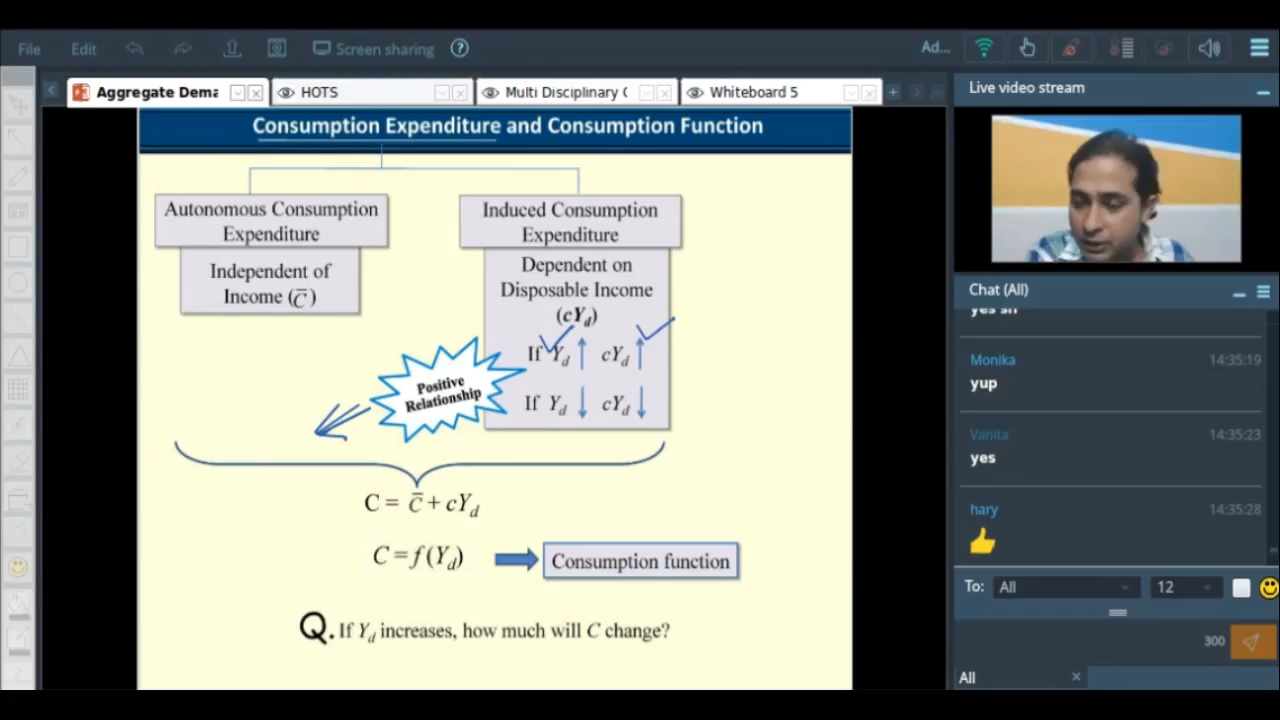 File Edit Screen sharing ? Ad...
Aggregate Dema HOTS Multi Disciplinary ( Whiteboard 5
Consumption Expenditure and Consumption Function
Autonomous Consumption
Expenditure
Independent of
Income (C̅)
Induced Consumption
Expenditure
Dependent on
Disposable Income
(cYd)
If Yd ↑ cYd ↑
If Yd ↓ cYd ↓
Positive
Relationship
C = C̅ + cYd
C = f(Yd)
Consumption function
Q. If Yd increases, how much will C change?
Live video stream
Chat (All)
Monika 14:35:19
yup
Vanita 14:35:23
yes
hary 14:35:28
👍
To: All 12
300
All